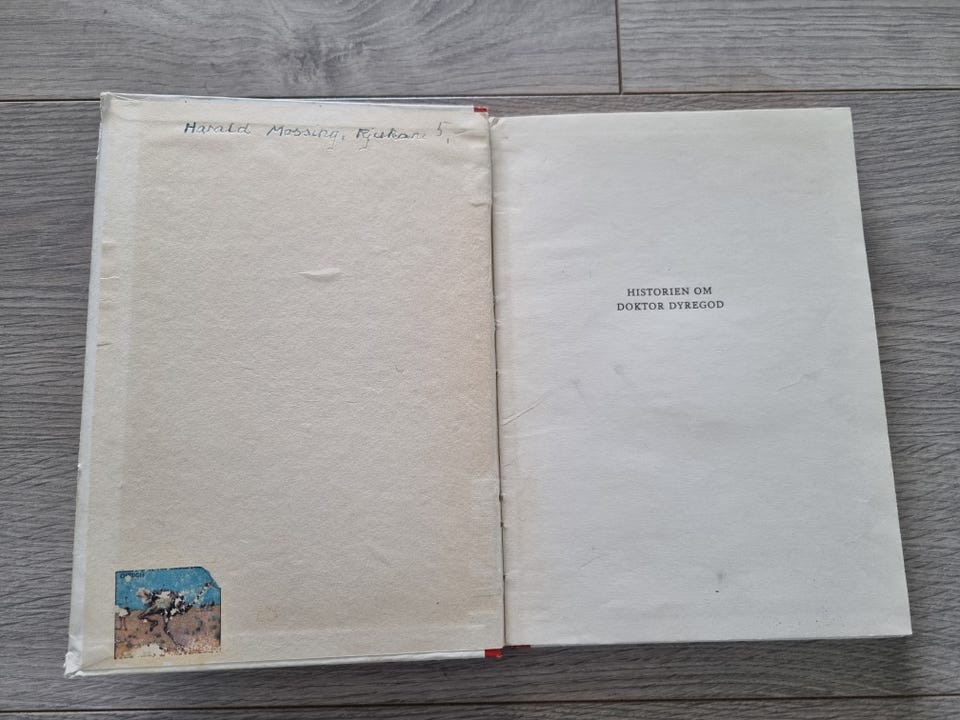 Harald Mossing, Rjukan 5,
HISTORIEN OM
DOKTOR DYREGOD